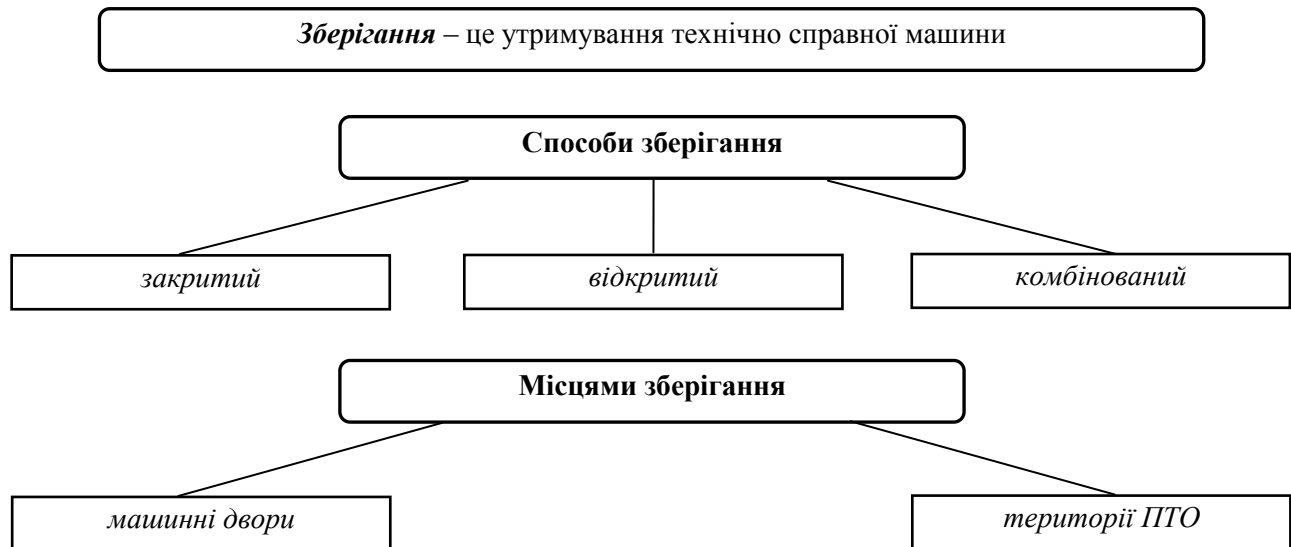 Зберігання – це утримування технічно справної машини
Способи зберігання
закритий
відкритий
комбінований
Місцями зберігання
машинні двори
території ПТО